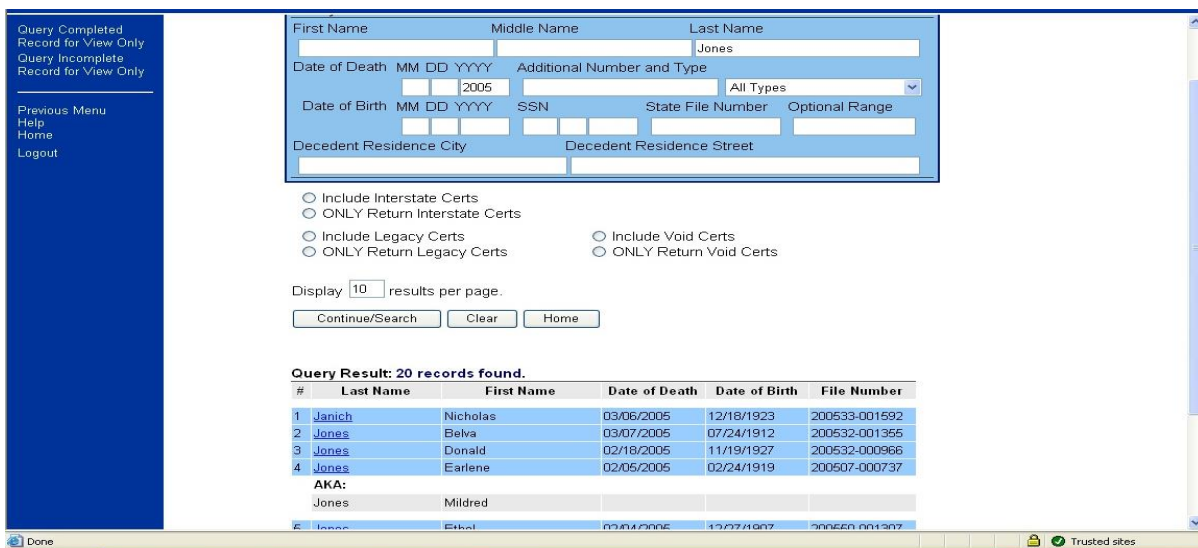 Query Completed
Record for View Only
Query Incomplete
Record for View Only
Previous Menu
Help
Home
Logout
First Name Middle Name Last Name
Jones
Date of Death MM DD YYYY Additional Number and Type
2005 All Types
Date of Birth MM DD YYYY SSN State File Number Optional Range
Decedent Residence City Decedent Residence Street
Include Interstate Certs
ONLY Return Interstate Certs
Include Legacy Certs Include Void Certs
ONLY Return Legacy Certs ONLY Return Void Certs
Display 10 results per page.
Continue/Search Clear Home
Query Result: 20 records found.
# Last Name First Name Date of Death Date of Birth File Number
1 Janich Nicholas 03/06/2005 12/18/1923 200533-001592
2 Jones Belva 03/07/2005 07/24/1912 200532-001355
3 Jones Donald 02/18/2005 11/19/1927 200532-000966
4 Jones Earlene 02/05/2005 02/24/1919 200507-000737
AKA:
Jones Mildred
Jones Ethel
Done Trusted sites